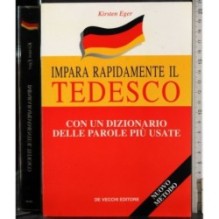 Kirsten Eger
IMPARA RAPIDAMENTE IL
TEDESCO
CON UN DIZIONARIO
DELLE PAROLE PIÙ USATE
NUOVO
METODO
DE VECCHI EDITORE